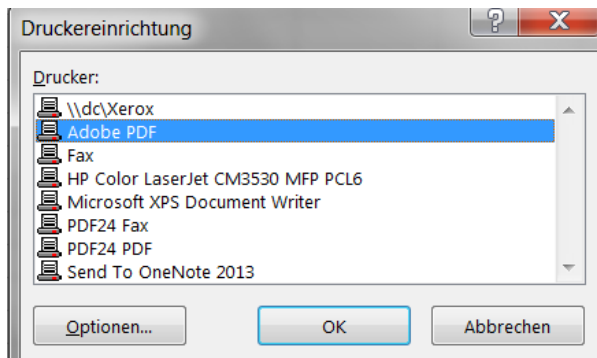 Druckereinrichtung
Drucker:
\\dc\Xerox
Adobe PDF
Fax
HP Color LaserJet CM3530 MFP PCL6
Microsoft XPS Document Writer
PDF24 Fax
PDF24 PDF
Send To OneNote 2013
Optionen... OK Abbrechen